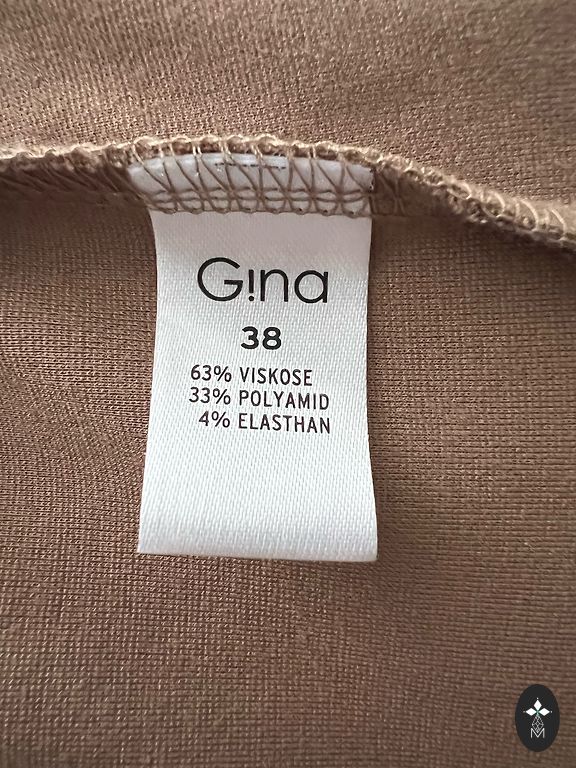 G!na
38
63% VISKOSE
33% POLYAMID
4% ELASTHAN
M